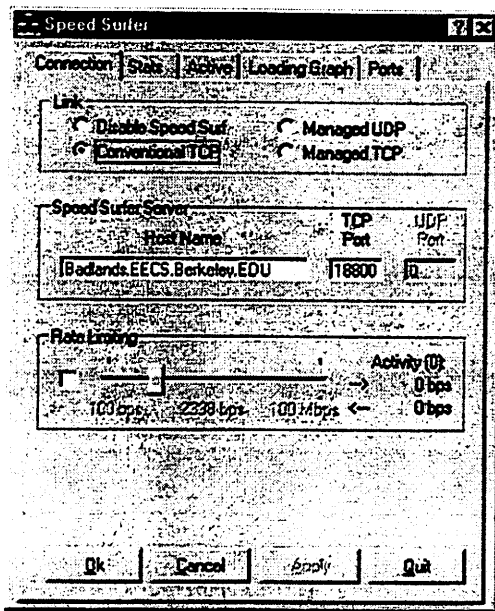 Speed Surfer
Connection Stats Active Loading Graph Ports
Link
Disable Speed Surf Managed UDP
Conventional TCP Managed TCP
Speed Surfer Server
Host Name TCP Port UDP Port
Badlands.EECS.Berkeley.EDU 18800 0
Rate Limiting
Activity (0):
-> 0 bps
100 bps 2338 bps 100 Mbps <- 0 bps
Ok Cancel Apply Quit